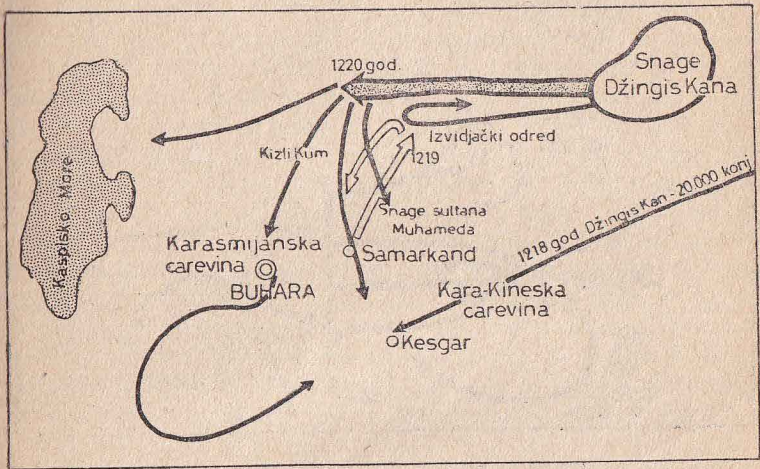 1220 god.
Snage
Džingis Kana
Izvidjački odred
Kizli Kum
1219
Kaspisko More
Snage sultana
Muhameda
1218 god. Džingis Kan - 20.000 konj.
Karasmijanska
carevina
Samarkand
BUHARA
Kara-Kineska
carevina
Kesgar